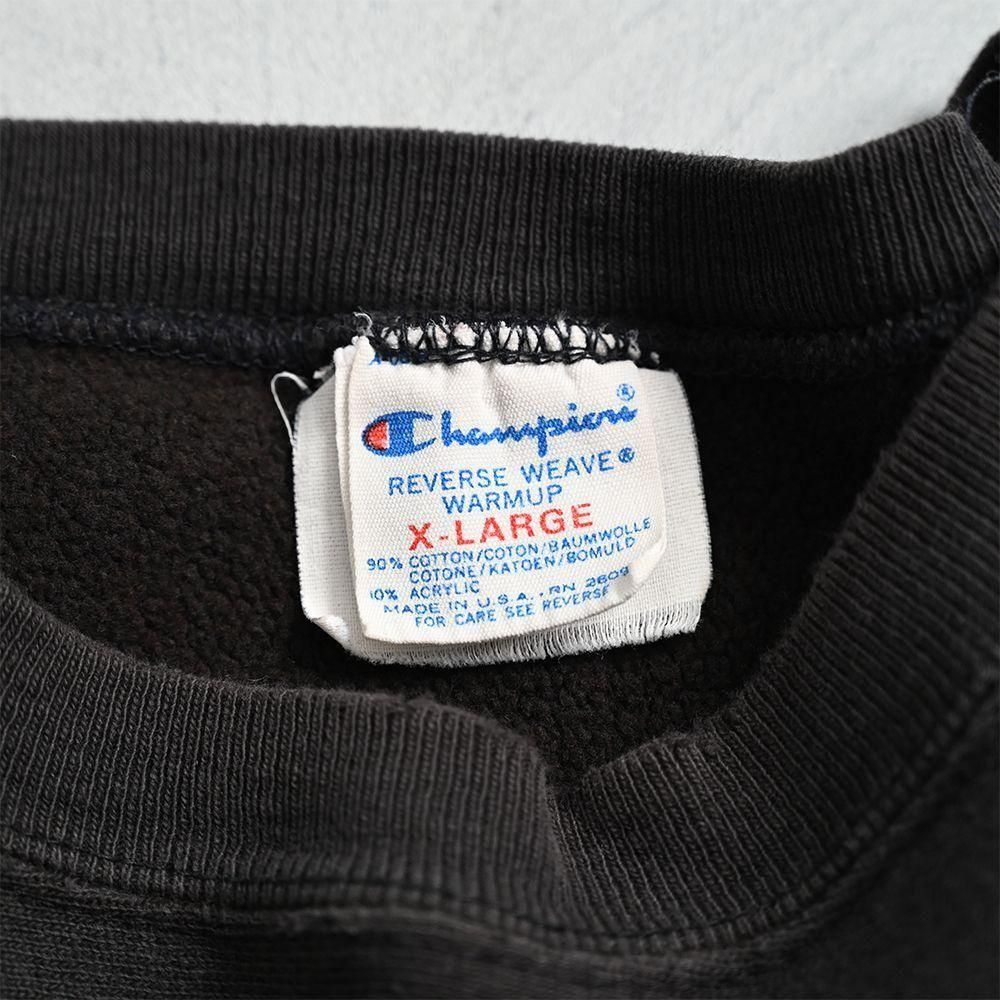 Champion®
REVERSE WEAVE®
WARMUP
X-LARGE
90% COTTON/COTON/BAUMWOLLE
COTONE/KATOEN/BOMULD
10% ACRYLIC
MADE IN U.S.A. · RN 26094
FOR CARE SEE REVERSE